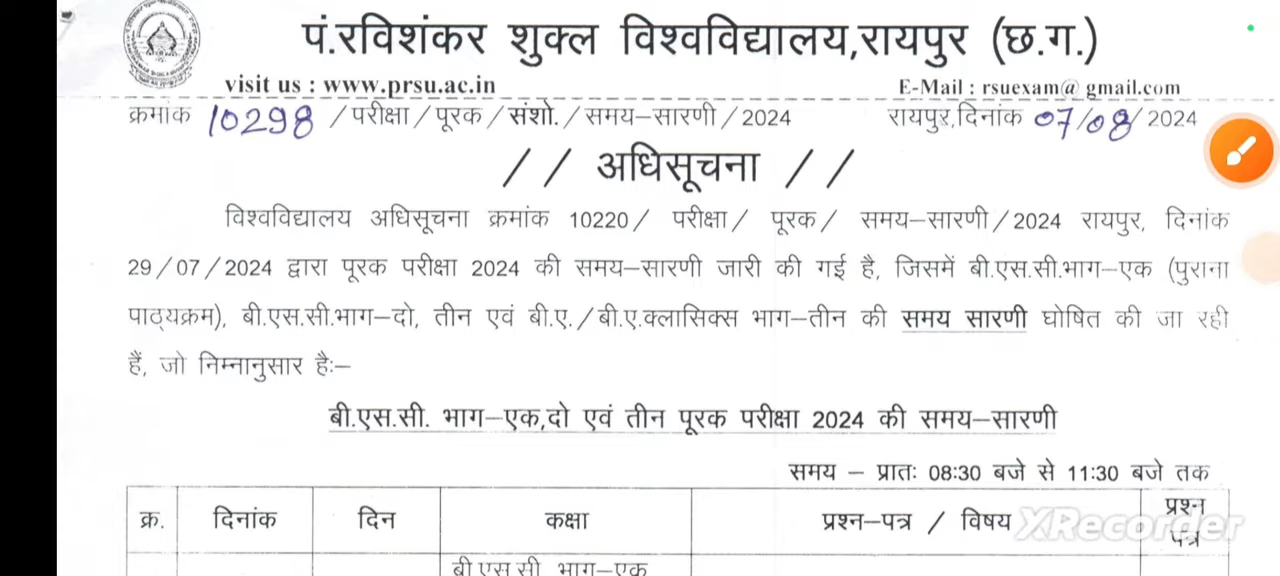 पं.रविशंकर शुक्ल विश्वविद्यालय,रायपुर (छ.ग.)
visit us : www.prsu.ac.in E-Mail : rsuexam@ gmail.com
क्रमांक 10298 /परीक्षा/पूरक/संशो./समय–सारणी/2024 रायपुर,दिनांक 07/08/2024
// अधिसूचना //
विश्वविद्यालय अधिसूचना क्रमांक 10220/ परीक्षा/ पूरक/ समय–सारणी/2024 रायपुर, दिनांक
29/07/2024 द्वारा पूरक परीक्षा 2024 की समय–सारणी जारी की गई है, जिसमें बी.एस.सी.भाग–एक (पुराना
पाठ्यक्रम), बी.एस.सी.भाग–दो, तीन एवं बी.ए./बी.ए.क्लासिक्स भाग–तीन की समय सारणी घोषित की जा रही
हैं, जो निम्नानुसार है:–
बी.एस.सी. भाग–एक,दो एवं तीन पूरक परीक्षा 2024 की समय–सारणी
समय – प्रातः 08:30 बजे से 11:30 बजे तक
क्र. दिनांक दिन कक्षा प्रश्न–पत्र / विषय प्रश्न पत्र
XRecorder
बी.एस.सी. भाग–एक